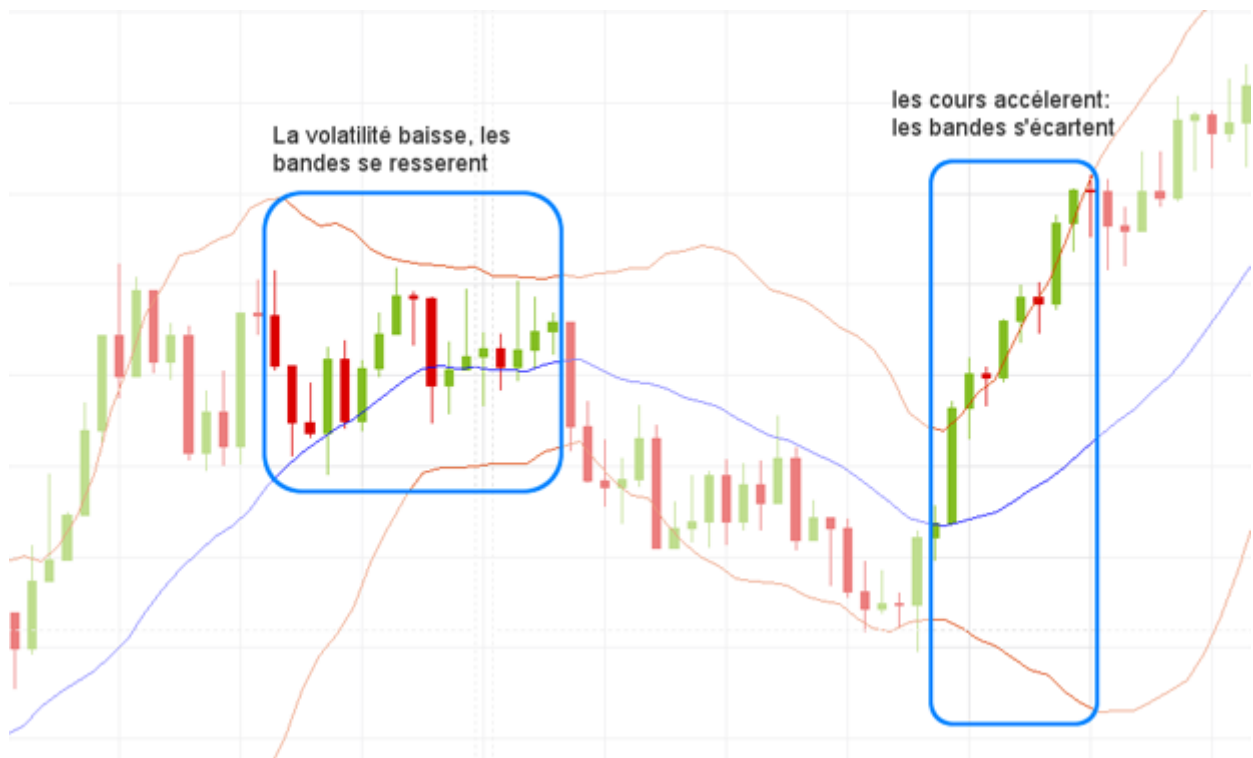 La volatilité baisse, les
bandes se resserent
les cours accélerent:
les bandes s'écartent